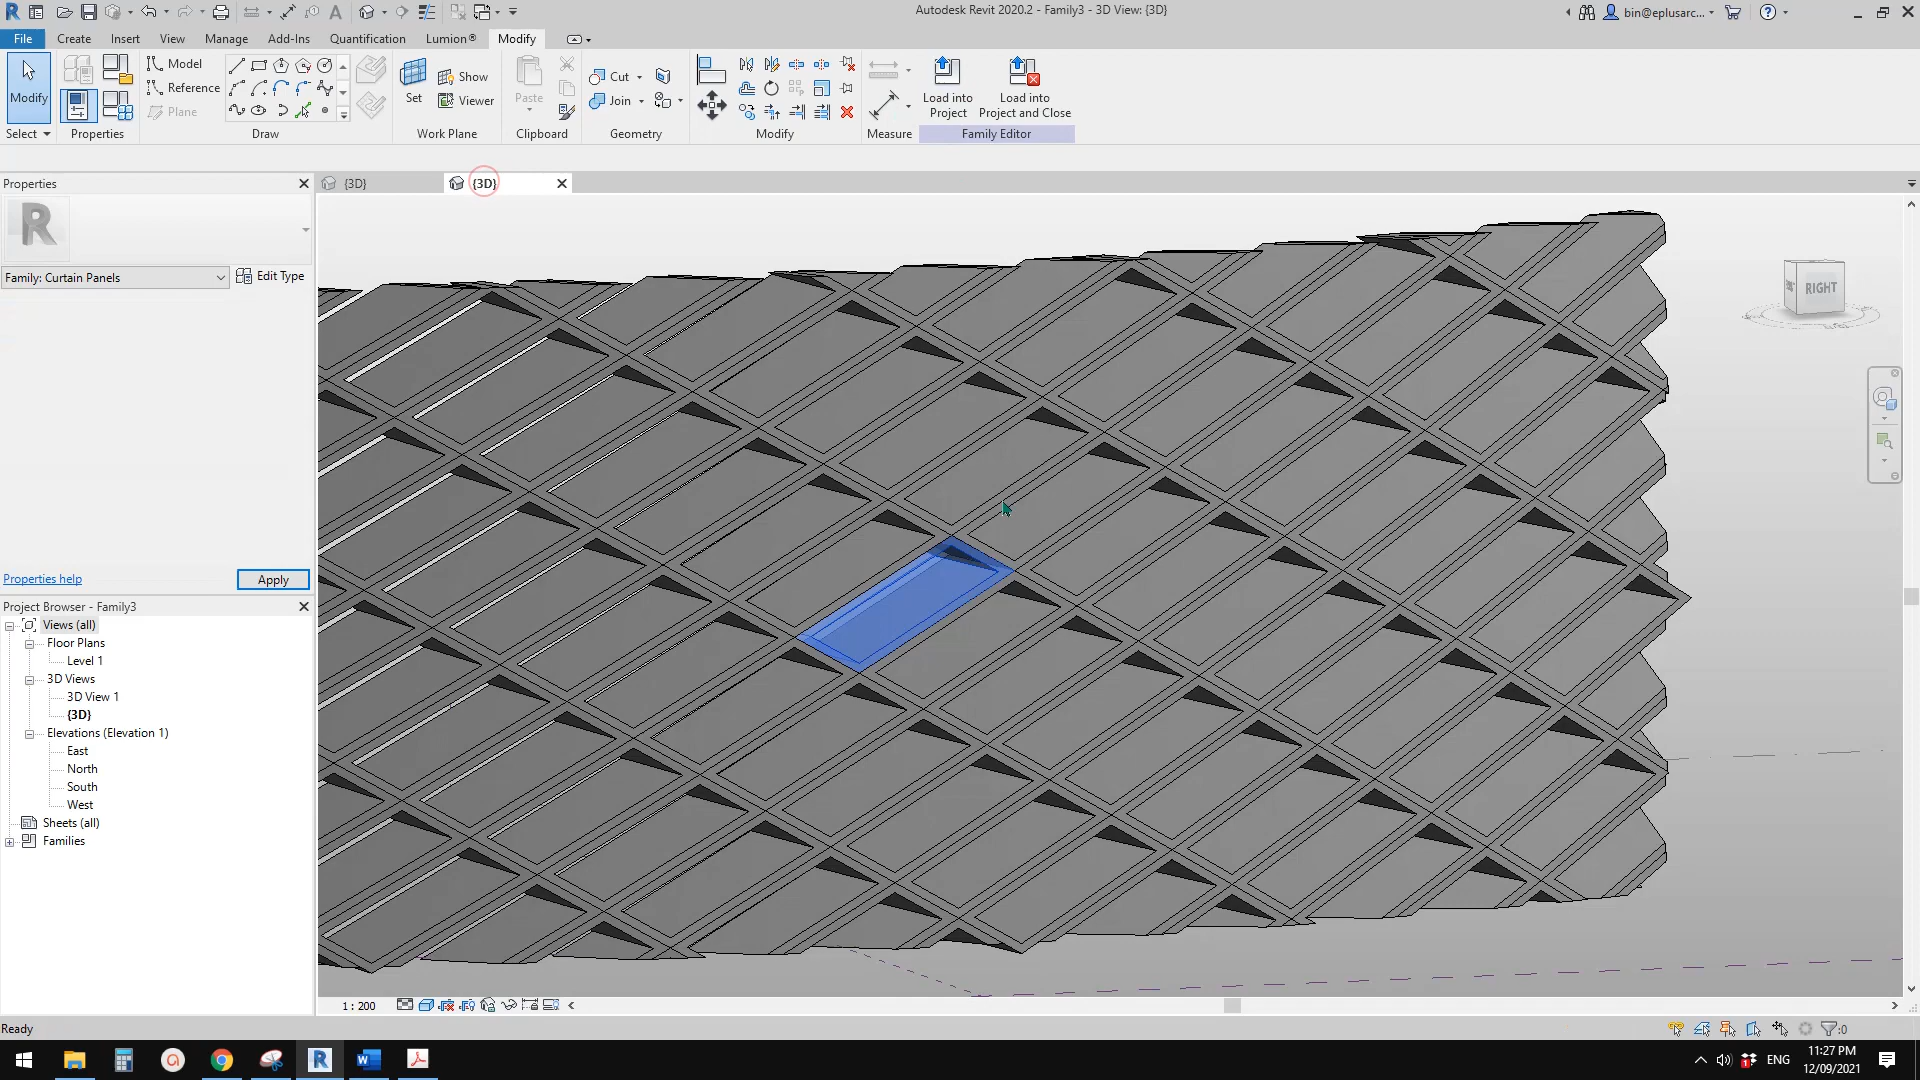 Autodesk Revit 2020.2 - Family3 - 3D View: {3D}
bin@eplusarc...
File Create Insert View Manage Add-Ins Quantification Lumion® Modify
Modify
Select
Properties
Model
Reference
Plane
Draw
Set
Show
Viewer
Work Plane
Paste
Clipboard
Cut
Join
Geometry
Modify
Measure
Load into
Project
Load into
Project and Close
Family Editor
Properties
{3D}
{3D}
R
Family: Curtain Panels
Edit Type
RIGHT
Properties help
Apply
Project Browser - Family3
Views (all)
Floor Plans
Level 1
3D Views
3D View 1
{3D}
Elevations (Elevation 1)
East
North
South
West
Sheets (all)
Families
1 : 200
Ready
:0
ENG
11:27 PM
12/09/2021